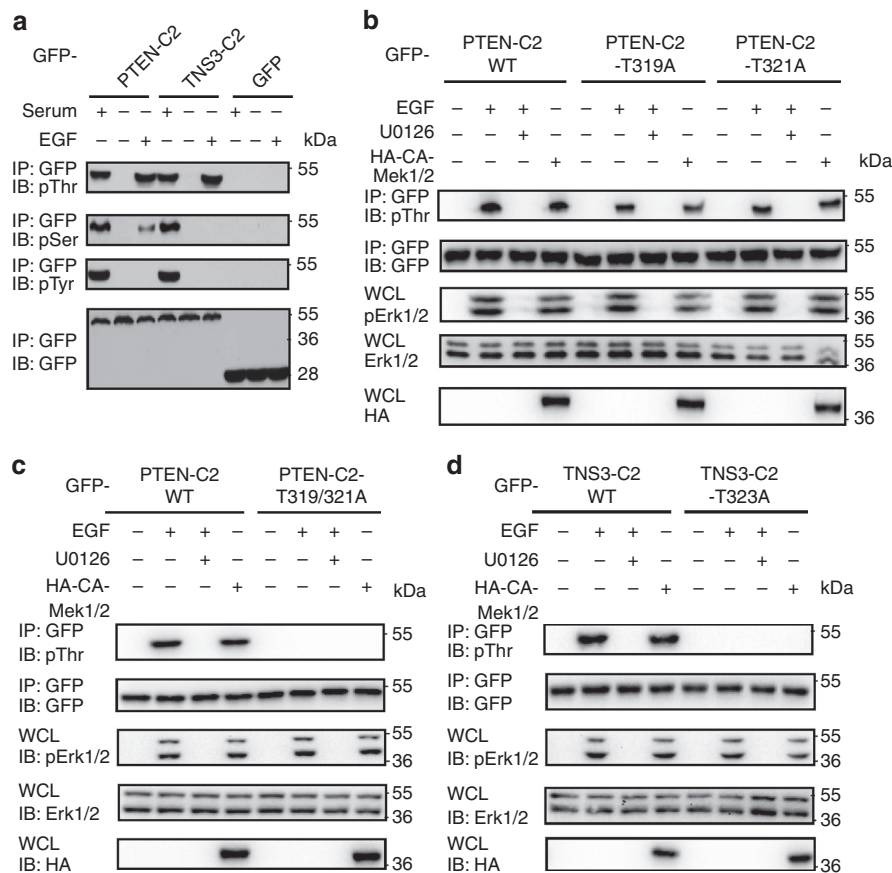 a
GFP-
PTEN-C2
TNS3-C2
GFP
Serum + – – + – – + – –
EGF – – + – – + – – + kDa
IP: GFP
IB: pThr
55
IP: GFP
IB: pSer
55
IP: GFP
IB: pTyr
55
IP: GFP
IB: GFP
55
36
28
b
GFP-
PTEN-C2
WT
PTEN-C2
-T319A
PTEN-C2
-T321A
EGF – + + – – + + – – + + –
U0126 – – + – – – + – – – + –
HA-CA-
Mek1/2
– – – + – – – + – – – +
kDa
IP: GFP
IB: pThr
55
36
IP: GFP
IB: GFP
55
WCL
pErk1/2
55
36
WCL
Erk1/2
55
36
WCL
HA
36
c
GFP-
PTEN-C2
WT
PTEN-C2-
T319/321A
EGF – + + – – + + –
U0126 – – + – – – + –
HA-CA-
Mek1/2
– – – + – – – +
kDa
IP: GFP
IB: pThr
55
IP: GFP
IB: GFP
55
WCL
IB: pErk1/2
55
36
WCL
IB: Erk1/2
55
36
WCL
IB: HA
36
d
GFP-
TNS3-C2
WT
TNS3-C2
-T323A
EGF – + + – – + + –
U0126 – – + – – – + –
HA-CA-
Mek1/2
– – – + – – – +
kDa
IP: GFP
IB: pThr
55
IP: GFP
IB: GFP
55
WCL
IB: pErk1/2
55
36
WCL
IB: Erk1/2
55
36
WCL
IB: HA
36